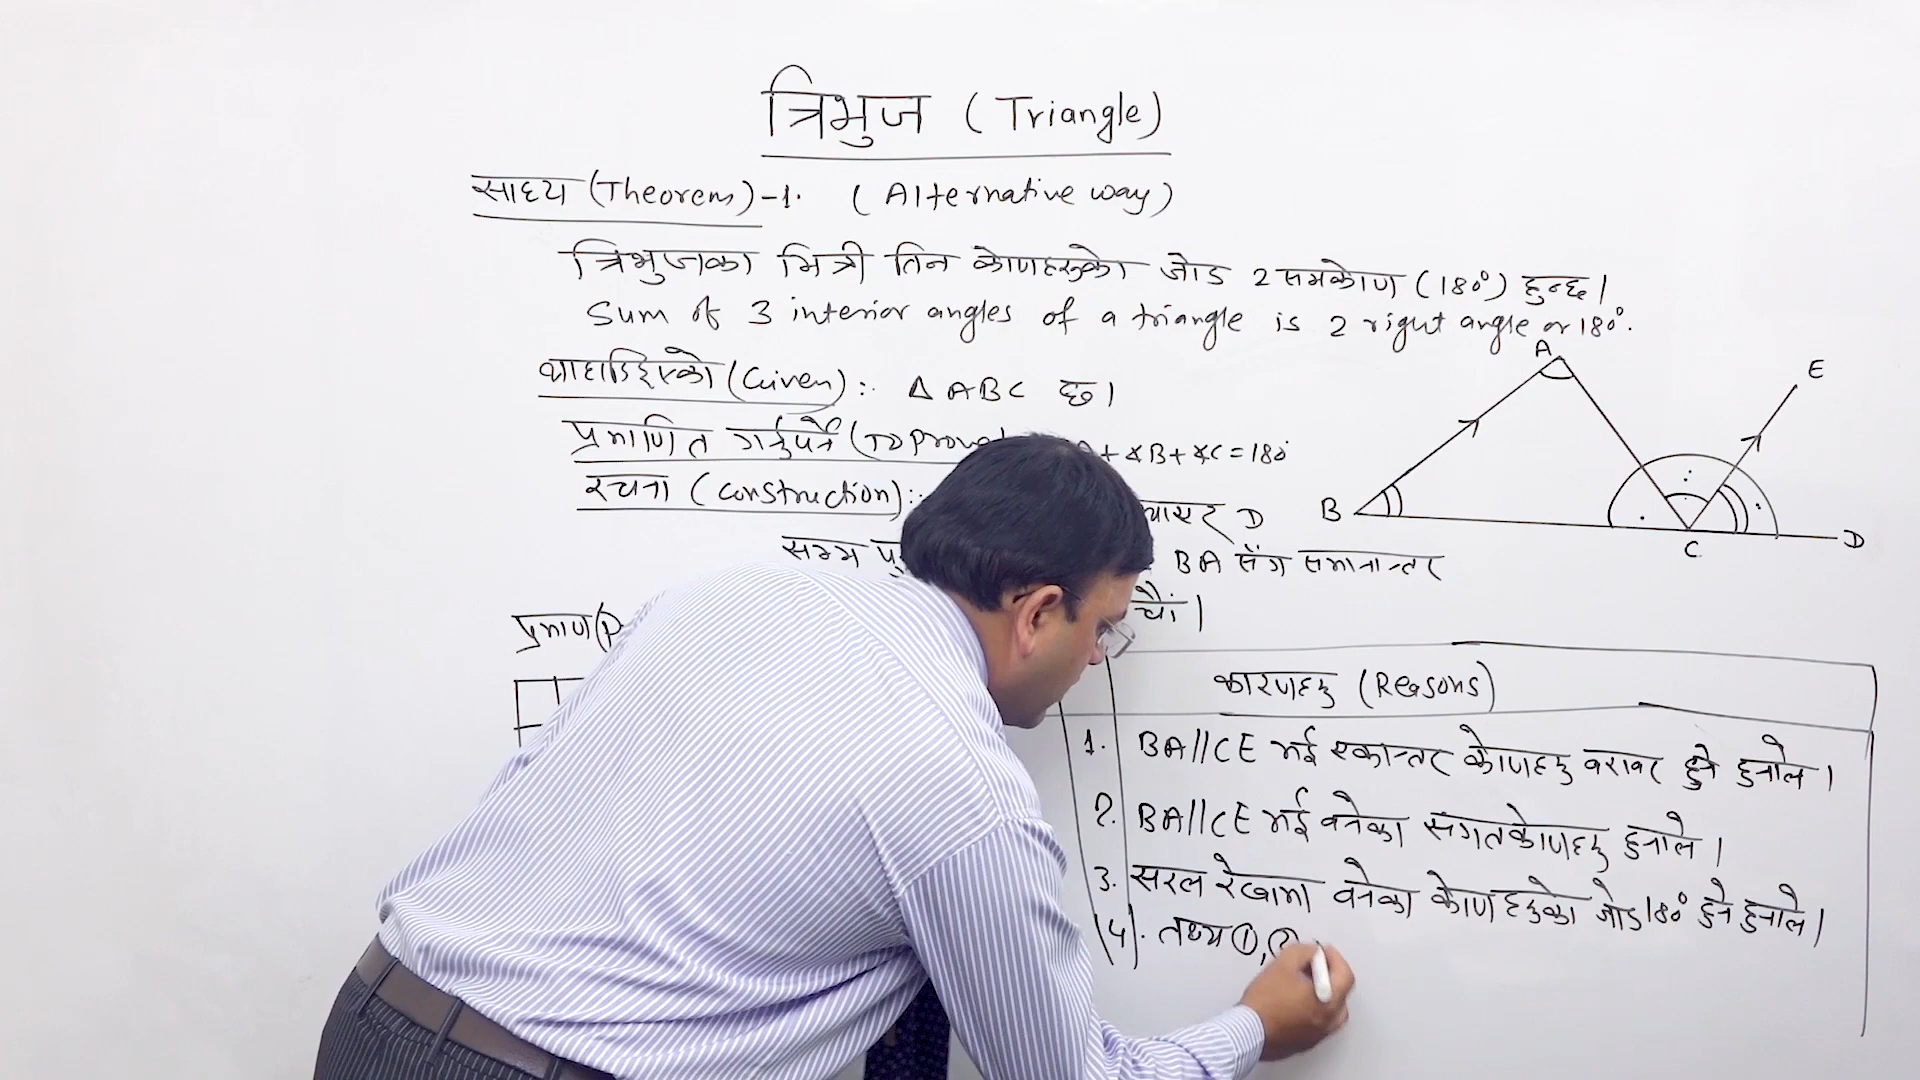 त्रिभुज (Triangle)
साध्य (Theorem)-1. (Alternative way)
त्रिभुजका भित्री तिन कोणहरुको जोड 2 समकोण (180°) हुन्छ।
Sum of 3 interior angles of a triangle is 2 right angle or 180°.
थाहादिइएको (Given):- Δ ABC छ।
प्रमाणित गर्नुपर्ने (To prove) + ∡B + ∡C = 180°
रचना (Construction):- D
सम्म BA सँग समानान्तर
प्रमाण (P
A
E
B
C
D
कारणहरु (Reasons)
1. BA//CE भई एकान्तर कोणहरु बराबर हुने हुनाले।
2. BA//CE भई बनेका संगतकोणहरु हुनाले।
3. सरल रेखामा बनेका कोणहरुको जोड 180° हुने हुनाले।
4. तथ्य ①,②